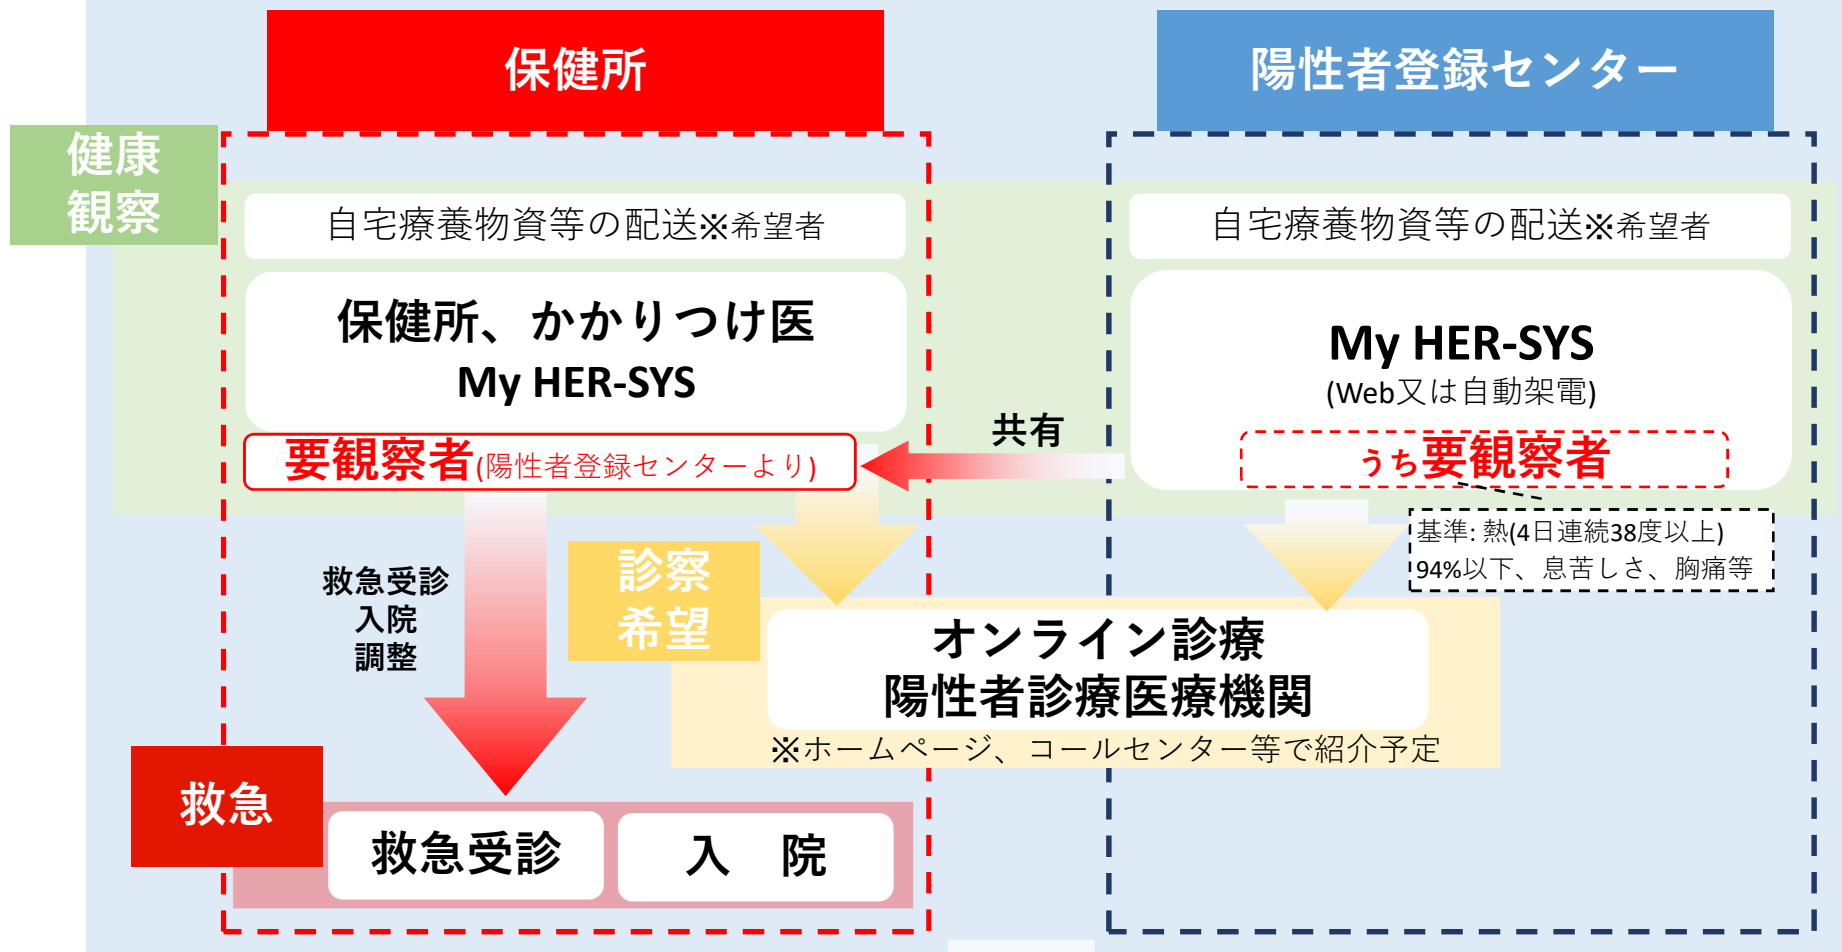 保健所
陽性者登録センター
健康
観察
自宅療養物資等の配送※希望者
自宅療養物資等の配送※希望者
保健所、かかりつけ医
My HER-SYS
My HER-SYS
(Web又は自動架電)
共有
要観察者(陽性者登録センターより)
うち要観察者
基準: 熱(4日連続38度以上)
94%以下、息苦しさ、胸痛等
救急受診
入院
調整
診察
希望
オンライン診療
陽性者診療医療機関
※ホームページ、コールセンター等で紹介予定
救急
救急受診
入　院